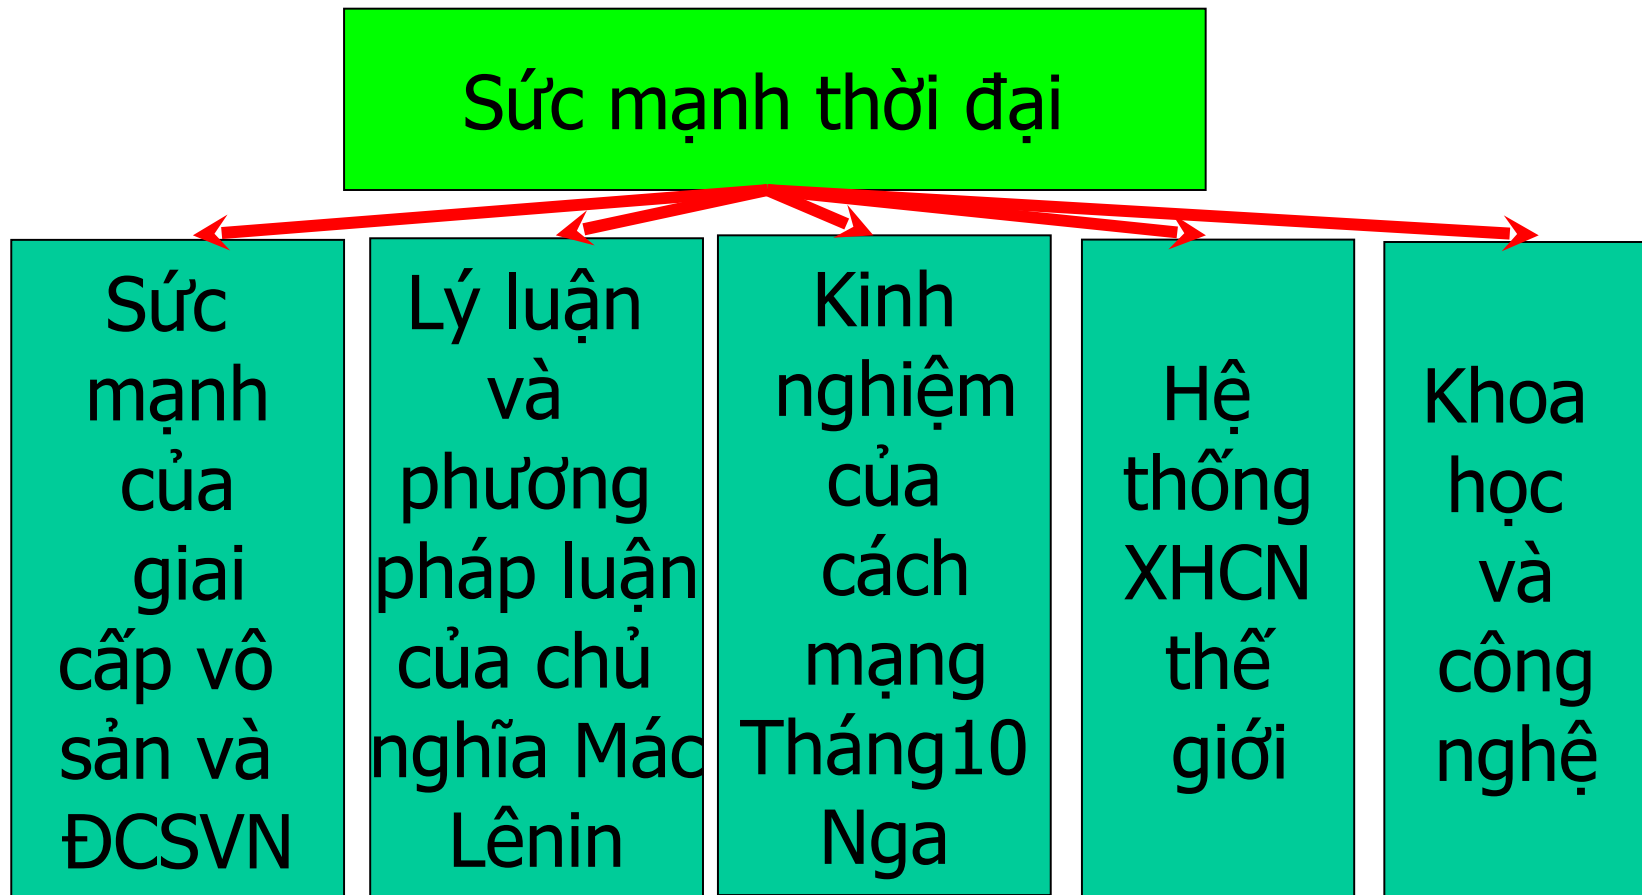 Sức mạnh thời đại
Sức
mạnh
của
giai
cấp vô
sản và
ĐCSVN
Lý luận
và
phương
pháp luận
của chủ
nghĩa Mác
Lênin
Kinh
nghiệm
của
cách
mạng
Tháng10
Nga
Hệ
thống
XHCN
thế
giới
Khoa
học
và
công
nghệ